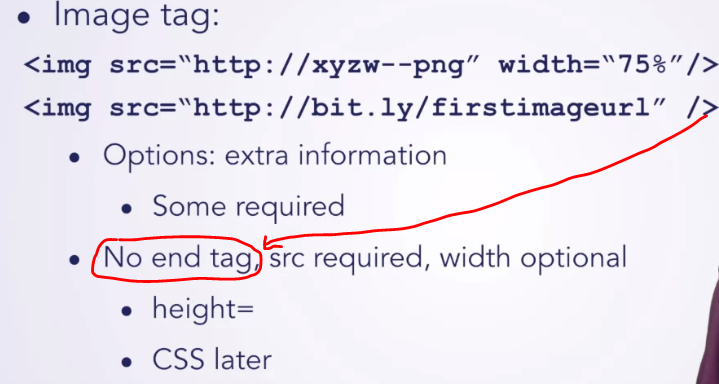 • Image tag:
<img src=“http://xyzw--png” width=“75%”/>
<img src=“http://bit.ly/firstimageurl” />
• Options: extra information
• Some required
• No end tag, src required, width optional
• height=
• CSS later